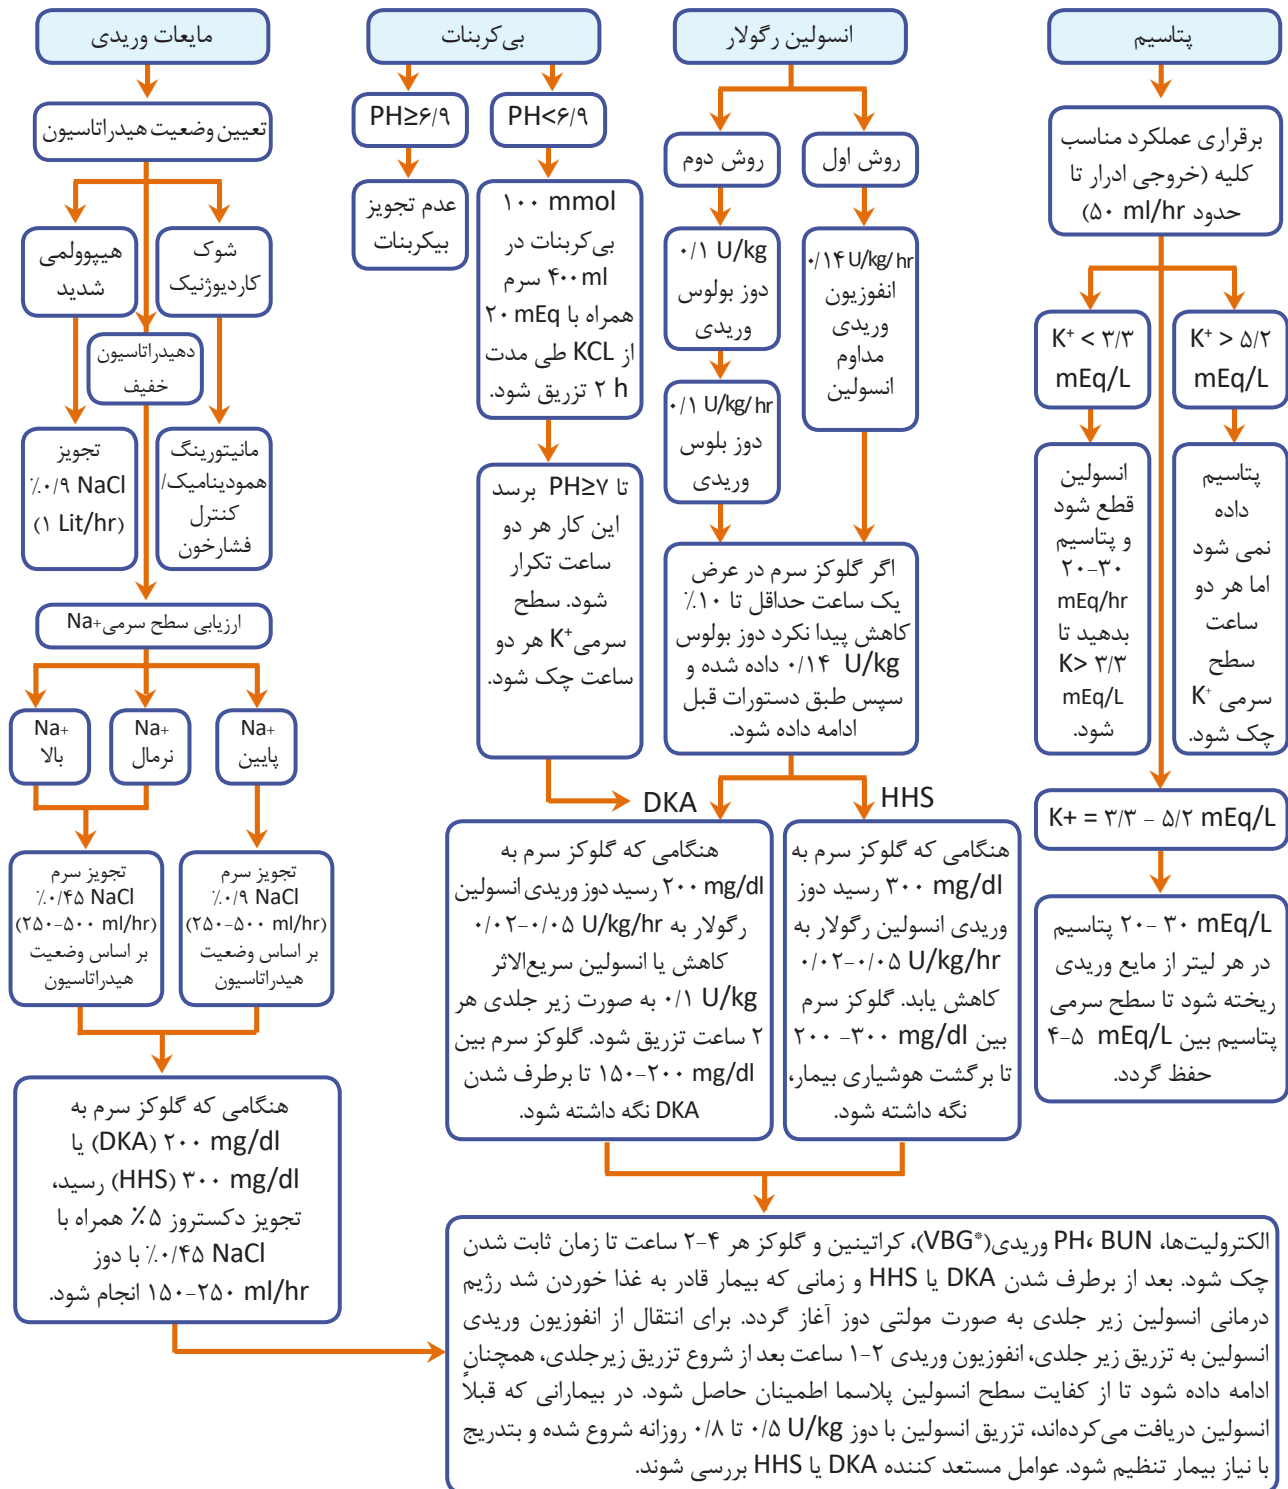 مایعات وریدی
تعیین وضعیت هیدراتاسیون
هیپوولمی
شدید
شوک
کاردیوژنیک
دهیدراتاسیون
خفیف
تجویز
٪۰/۹ NaCl
(۱ Lit/hr)
مانیتورینگ
همودینامیک/
کنترل
فشارخون
ارزیابی سطح سرمی Na+
Na+
بالا
Na+
نرمال
Na+
پایین
تجویز سرم
٪۰/۴۵ NaCl
(۲۵۰-۵۰۰ ml/hr)
بر اساس وضعیت
هیدراتاسیون
تجویز سرم
٪۰/۹ NaCl
(۲۵۰-۵۰۰ ml/hr)
بر اساس وضعیت
هیدراتاسیون
هنگامی که گلوکز سرم به
۲۰۰ mg/dl (DKA) یا
۳۰۰ mg/dl (HHS) رسید،
تجویز دکستروز ۵٪ همراه با
٪۰/۴۵ NaCl با دوز
۱۵۰-۲۵۰ ml/hr انجام شود.
بی‌کربنات
PH≥۶/۹
PH<۶/۹
عدم تجویز
بیکربنات
۱۰۰ mmol
بی‌کربنات در
۴۰۰ ml سرم
همراه با ۲۰ mEq
از KCL طی مدت
۲ h تزریق شود.
تا PH≥۷ برسد
این کار هر دو
ساعت تکرار
شود. سطح
سرمی K⁺ هر دو
ساعت چک شود.
انسولین رگولار
روش دوم
روش اول
۰/۱ U/kg
دوز بولوس
وریدی
۰/۱ U/kg/hr
دوز بلوس
وریدی
۰/۱۴ U/kg/hr
انفوزیون
وریدی
مداوم
انسولین
اگر گلوکز سرم در عرض
یک ساعت حداقل تا ۱۰٪
کاهش پیدا نکرد دوز بولوس
۰/۱۴ U/kg داده شده و
سپس طبق دستورات قبل
ادامه داده شود.
DKA
HHS
هنگامی که گلوکز سرم به
۲۰۰ mg/dl رسید دوز وریدی انسولین
رگولار به ۰/۰۲-۰/۰۵ U/kg/hr
کاهش یا انسولین سریع‌الاثر
۰/۱ U/kg به صورت زیر جلدی هر
۲ ساعت تزریق شود. گلوکز سرم بین
۱۵۰-۲۰۰ mg/dl تا برطرف شدن
DKA نگه داشته شود.
هنگامی که گلوکز سرم به
۳۰۰ mg/dl رسید دوز
وریدی انسولین رگولار به
۰/۰۲-۰/۰۵ U/kg/hr
کاهش یابد. گلوکز سرم
بین ۲۰۰ -۳۰۰ mg/dl
تا برگشت هوشیاری بیمار،
نگه داشته شود.
پتاسیم
برقراری عملکرد مناسب
کلیه (خروجی ادرار تا
حدود ۵۰ ml/hr)
K⁺ < ۳/۳
mEq/L
K⁺ > ۵/۲
mEq/L
انسولین
قطع شود
و پتاسیم
۲۰-۳۰
mEq/hr
بدهید تا
K> ۳/۳
mEq/L
شود.
پتاسیم
داده
نمی شود
اما هر دو
ساعت
سطح
سرمی K⁺
چک شود.
K+ = ۳/۳ - ۵/۲ mEq/L
۲۰- ۳۰ mEq/L پتاسیم
در هر لیتر از مایع وریدی
ریخته شود تا سطح سرمی
پتاسیم بین ۴-۵ mEq/L
حفظ گردد.
الکترولیت‌ها، PH، BUN وریدی(VBG*)، کراتینین و گلوکز هر ۴-۲ ساعت تا زمان ثابت شدن
چک شود. بعد از برطرف شدن DKA یا HHS و زمانی که بیمار قادر به غذا خوردن شد رژیم
درمانی انسولین زیر جلدی به صورت مولتی دوز آغاز گردد. برای انتقال از انفوزیون وریدی
انسولین به تزریق زیر جلدی، انفوزیون وریدی ۲-۱ ساعت بعد از شروع تزریق زیرجلدی، همچنان
ادامه داده شود تا از کفایت سطح انسولین پلاسما اطمینان حاصل شود. در بیمارانی که قبلاً
انسولین دریافت می‌کرده‌اند، تزریق انسولین با دوز ۰/۵ U/kg تا ۰/۸ روزانه شروع شده و بتدریج
با نیاز بیمار تنظیم شود. عوامل مستعد کننده DKA یا HHS بررسی شوند.